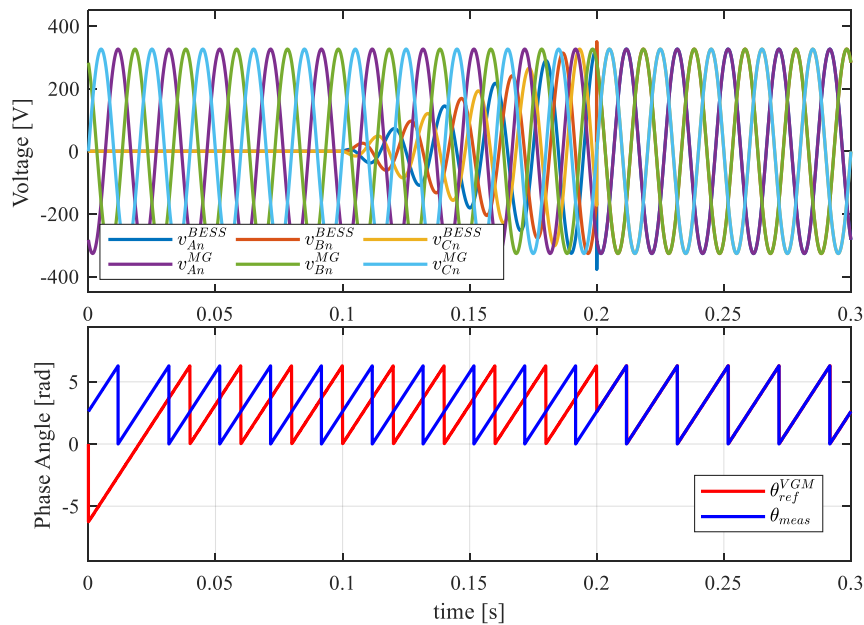 400
200
0
-200
-400
Voltage [V]
v_{An}^{BESS} v_{Bn}^{BESS} v_{Cn}^{BESS}
v_{An}^{MG} v_{Bn}^{MG} v_{Cn}^{MG}
0 0.05 0.1 0.15 0.2 0.25 0.3
5
0
-5
Phase Angle [rad]
θ_{ref}^{VGM}
θ_{meas}
0 0.05 0.1 0.15 0.2 0.25 0.3
time [s]